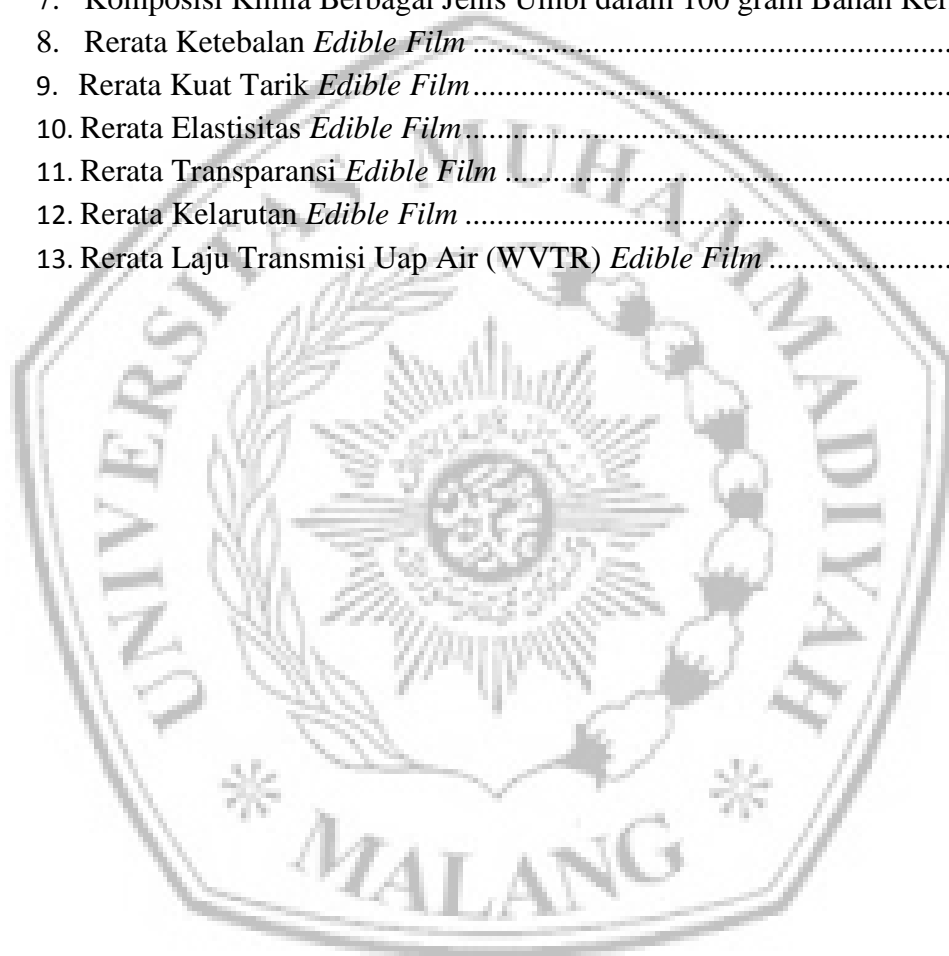 7. Komposisi Kimia Berbagai Jenis Umbi dalam 100 gram Bahan
8. Rerata Ketebalan Edible Film
9. Rerata Kuat Tarik Edible Film
10. Rerata Elastisitas Edible Film
11. Rerata Transparansi Edible Film
12. Rerata Kelarutan Edible Film
13. Rerata Laju Transmisi Uap Air (WVTR) Edible Film
UNIVERSITAS MUHAMMADIYAH
MALANG